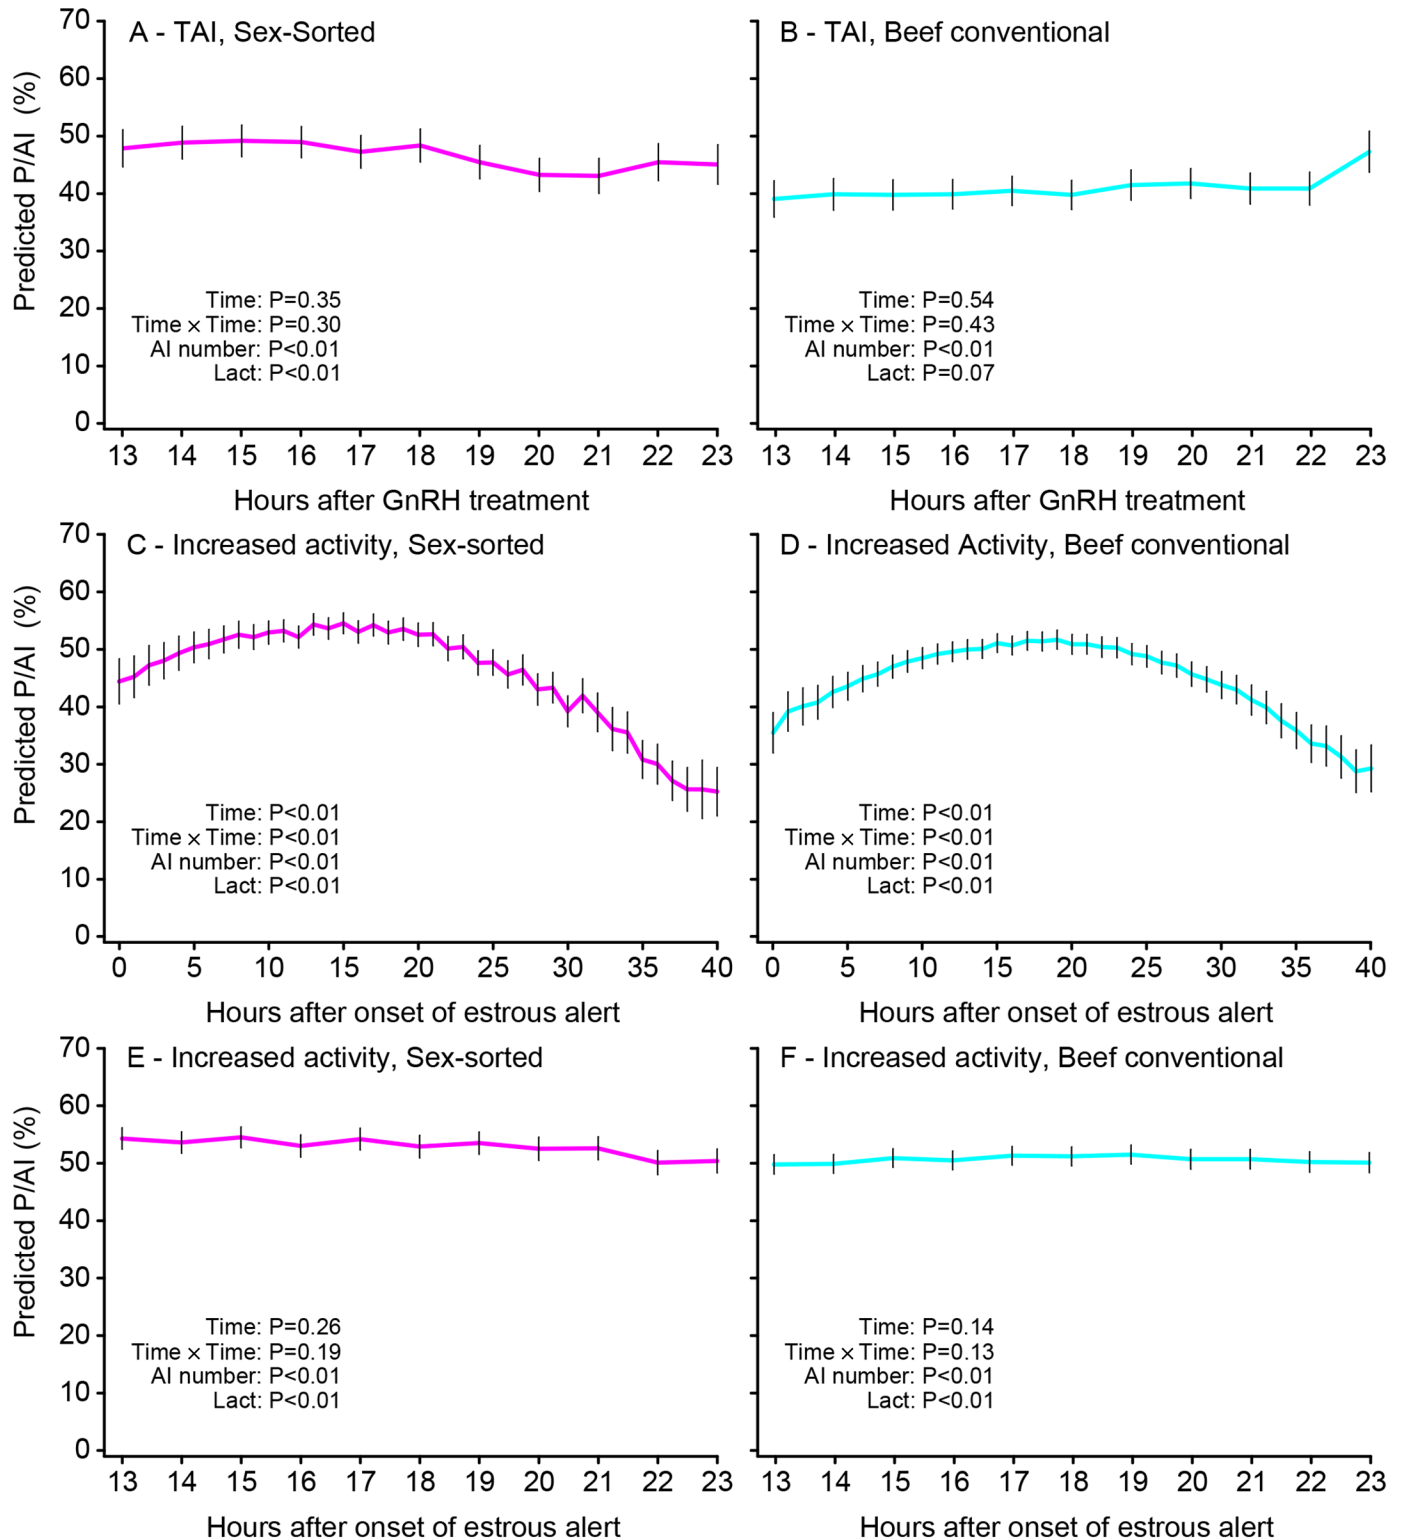 A - TAI, Sex-Sorted
Predicted P/AI (%)
70
60
50
40
30
20
10
0
Time: P=0.35
Time × Time: P=0.30
AI number: P<0.01
Lact: P<0.01
13 14 15 16 17 18 19 20 21 22 23
Hours after GnRH treatment
B - TAI, Beef conventional
Time: P=0.54
Time × Time: P=0.43
AI number: P<0.01
Lact: P=0.07
13 14 15 16 17 18 19 20 21 22 23
Hours after GnRH treatment
C - Increased activity, Sex-sorted
Predicted P/AI (%)
70
60
50
40
30
20
10
0
Time: P<0.01
Time × Time: P<0.01
AI number: P<0.01
Lact: P<0.01
0 5 10 15 20 25 30 35 40
Hours after onset of estrous alert
D - Increased Activity, Beef conventional
Time: P<0.01
Time × Time: P<0.01
AI number: P<0.01
Lact: P<0.01
0 5 10 15 20 25 30 35 40
Hours after onset of estrous alert
E - Increased activity, Sex-sorted
Predicted P/AI (%)
70
60
50
40
30
20
10
0
Time: P=0.26
Time × Time: P=0.19
AI number: P<0.01
Lact: P<0.01
13 14 15 16 17 18 19 20 21 22 23
Hours after onset of estrous alert
F - Increased activity, Beef conventional
Time: P=0.14
Time × Time: P=0.13
AI number: P<0.01
Lact: P<0.01
13 14 15 16 17 18 19 20 21 22 23
Hours after onset of estrous alert